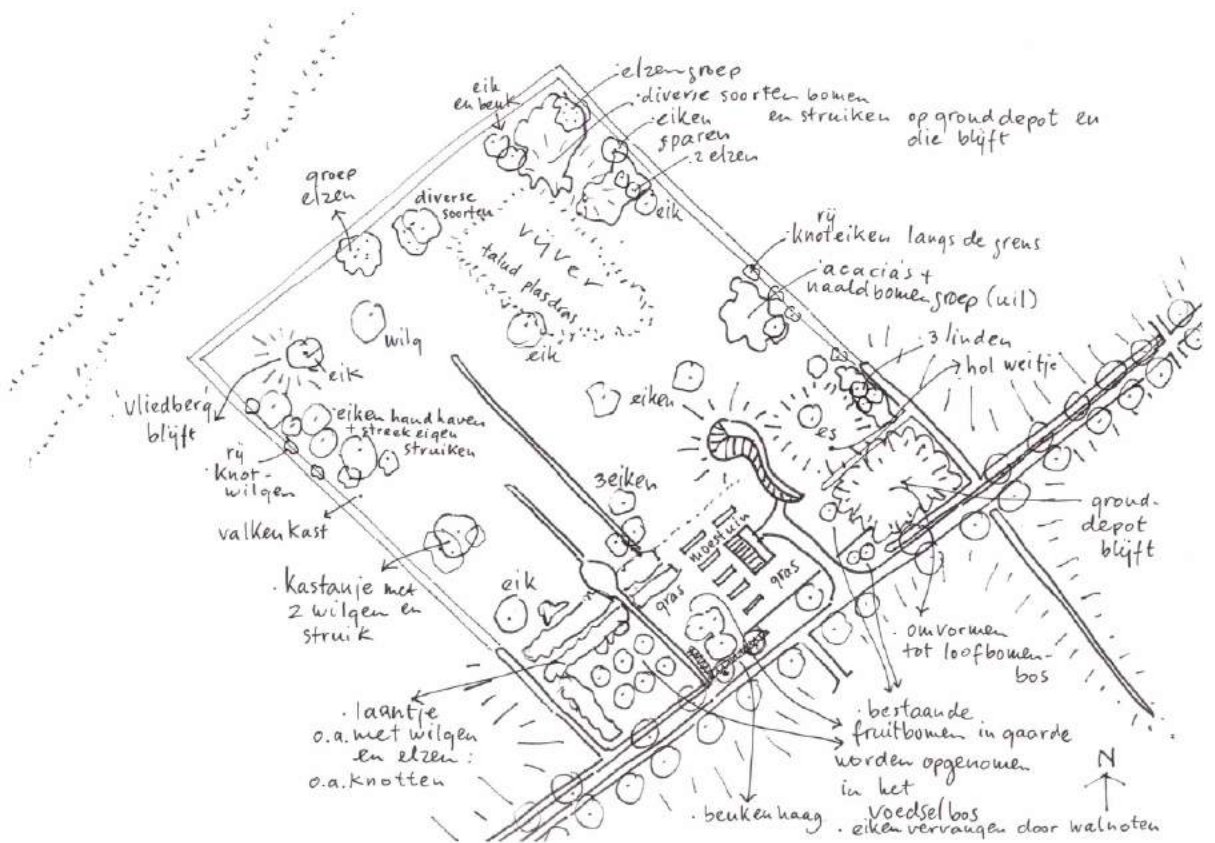 elzengroep
eik
en beuk
diverse soorten bomen
en struiken op gronddepot en
die blijft
eiken
sparen
2 elzen
eik
groep
elzen
diverse
soorten
vijver
talud plasdras
rij
knoteiken langs de grens
acacia's +
naaldbomengroep (uil)
wilg
eik
eik
3 linden
hol weitje
vliedberg
blijft
eiken handhaven
+ streekeigen
struiken
eiken
es
rij
knot-
wilgen
valkenkast
3 eiken
grond-
depot
blijft
moestuin
kastanje met
2 wilgen en
struik
eik
gras
gras
omvormen
tot loofbomen-
bos
laantje
o.a. met wilgen
en elzen:
o.a. knotten
bestaande
fruitbomen in gaarde
worden opgenomen
in het
voedselbos
beukenhaag
eiken vervangen door walnoten
N